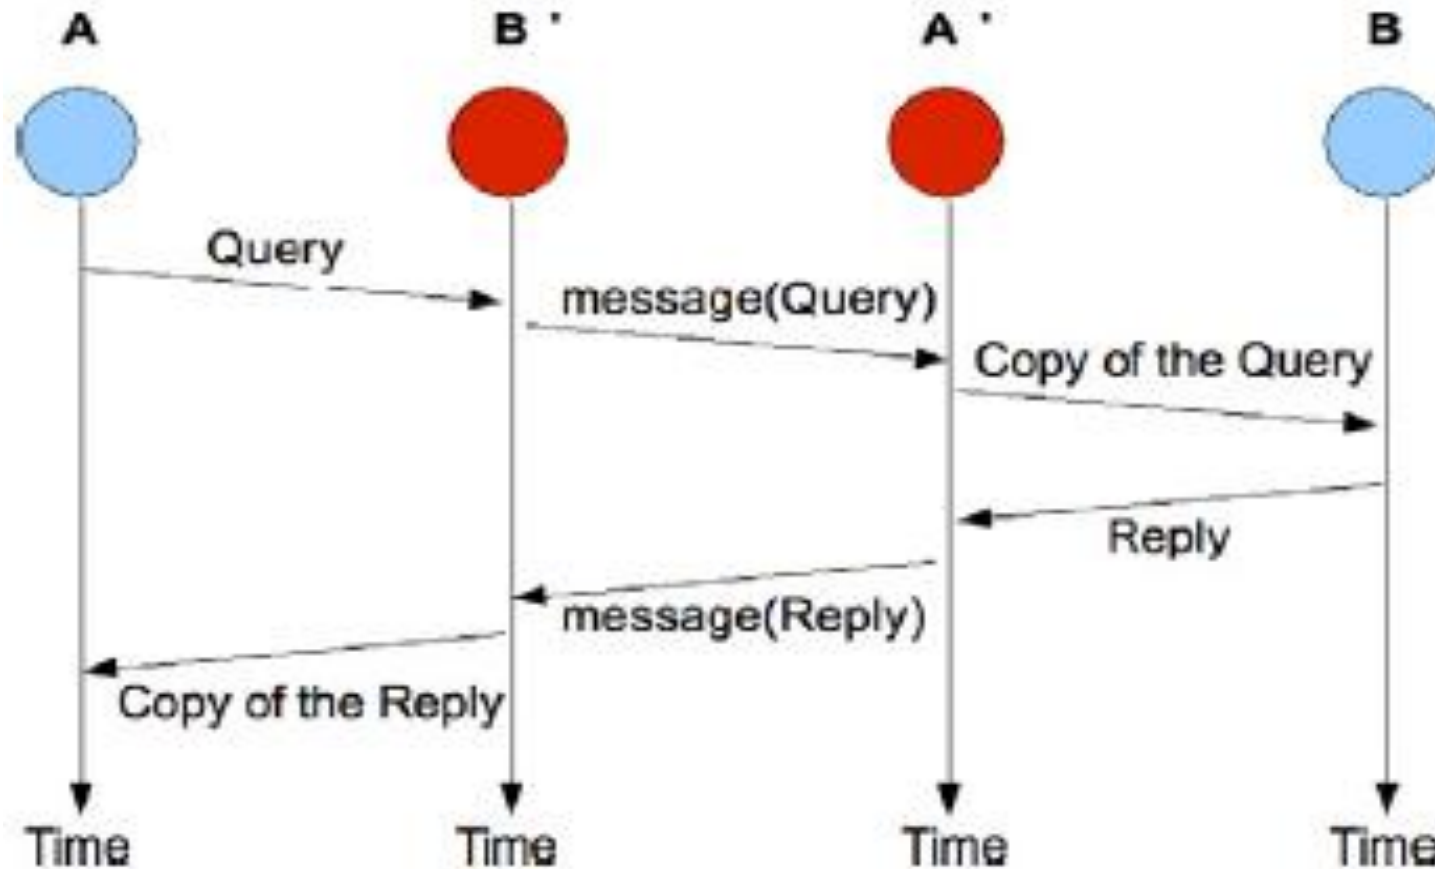 A B ' A ' B
Query
message(Query)
Copy of the Query
Reply
message(Reply)
Copy of the Reply
Time Time Time Time